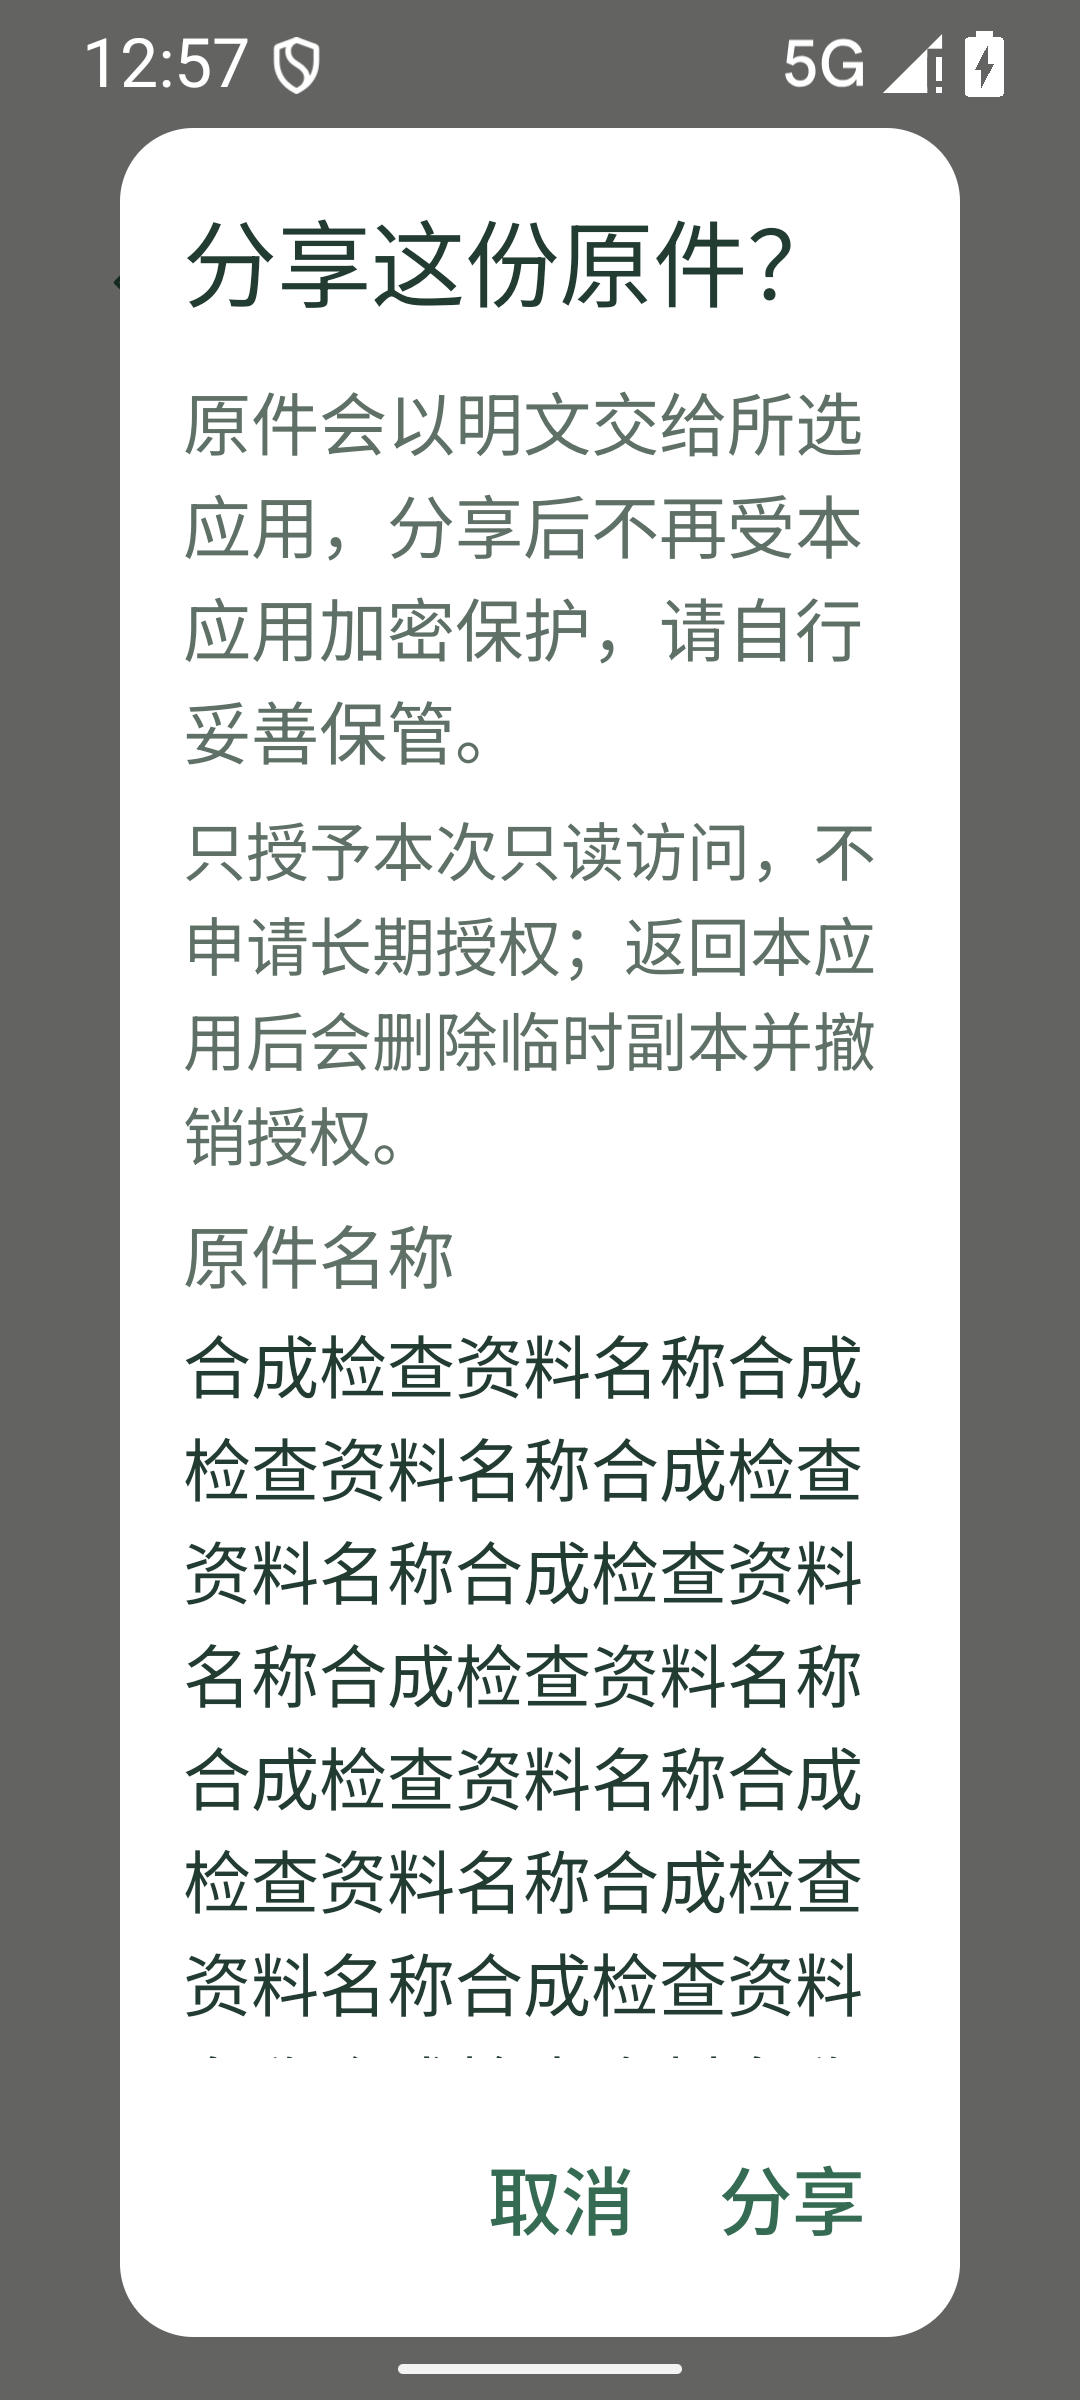 12:57
5G
分享这份原件？
原件会以明文交给所选
应用，分享后不再受本
应用加密保护，请自行
妥善保管。
只授予本次只读访问，不
申请长期授权；返回本应
用后会删除临时副本并撤
销授权。
原件名称
合成检查资料名称合成
检查资料名称合成检查
资料名称合成检查资料
名称合成检查资料名称
合成检查资料名称合成
检查资料名称合成检查
资料名称合成检查资料
取消 分享